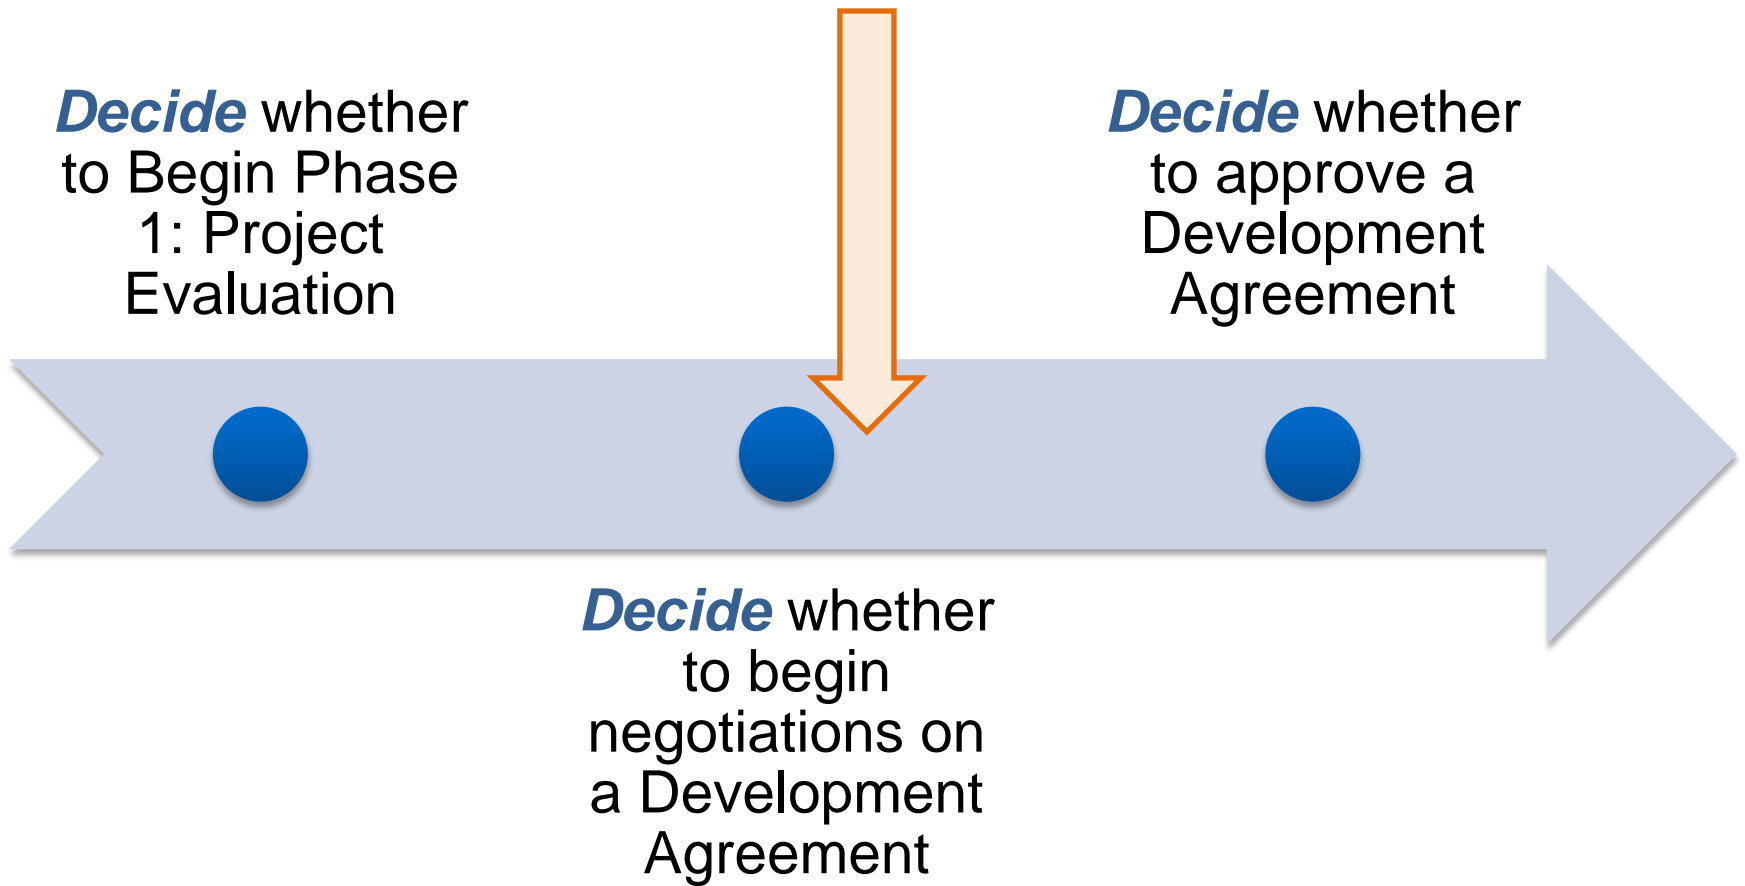 Decide whether
to Begin Phase
1: Project
Evaluation
Decide whether
to begin
negotiations on
a Development
Agreement
Decide whether
to approve a
Development
Agreement